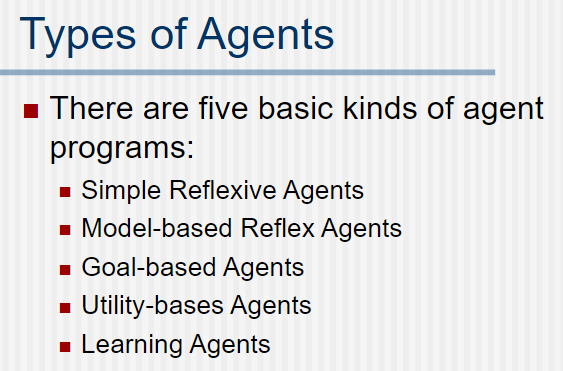 Types of Agents
There are five basic kinds of agent
programs:
Simple Reflexive Agents
Model-based Reflex Agents
Goal-based Agents
Utility-bases Agents
Learning Agents